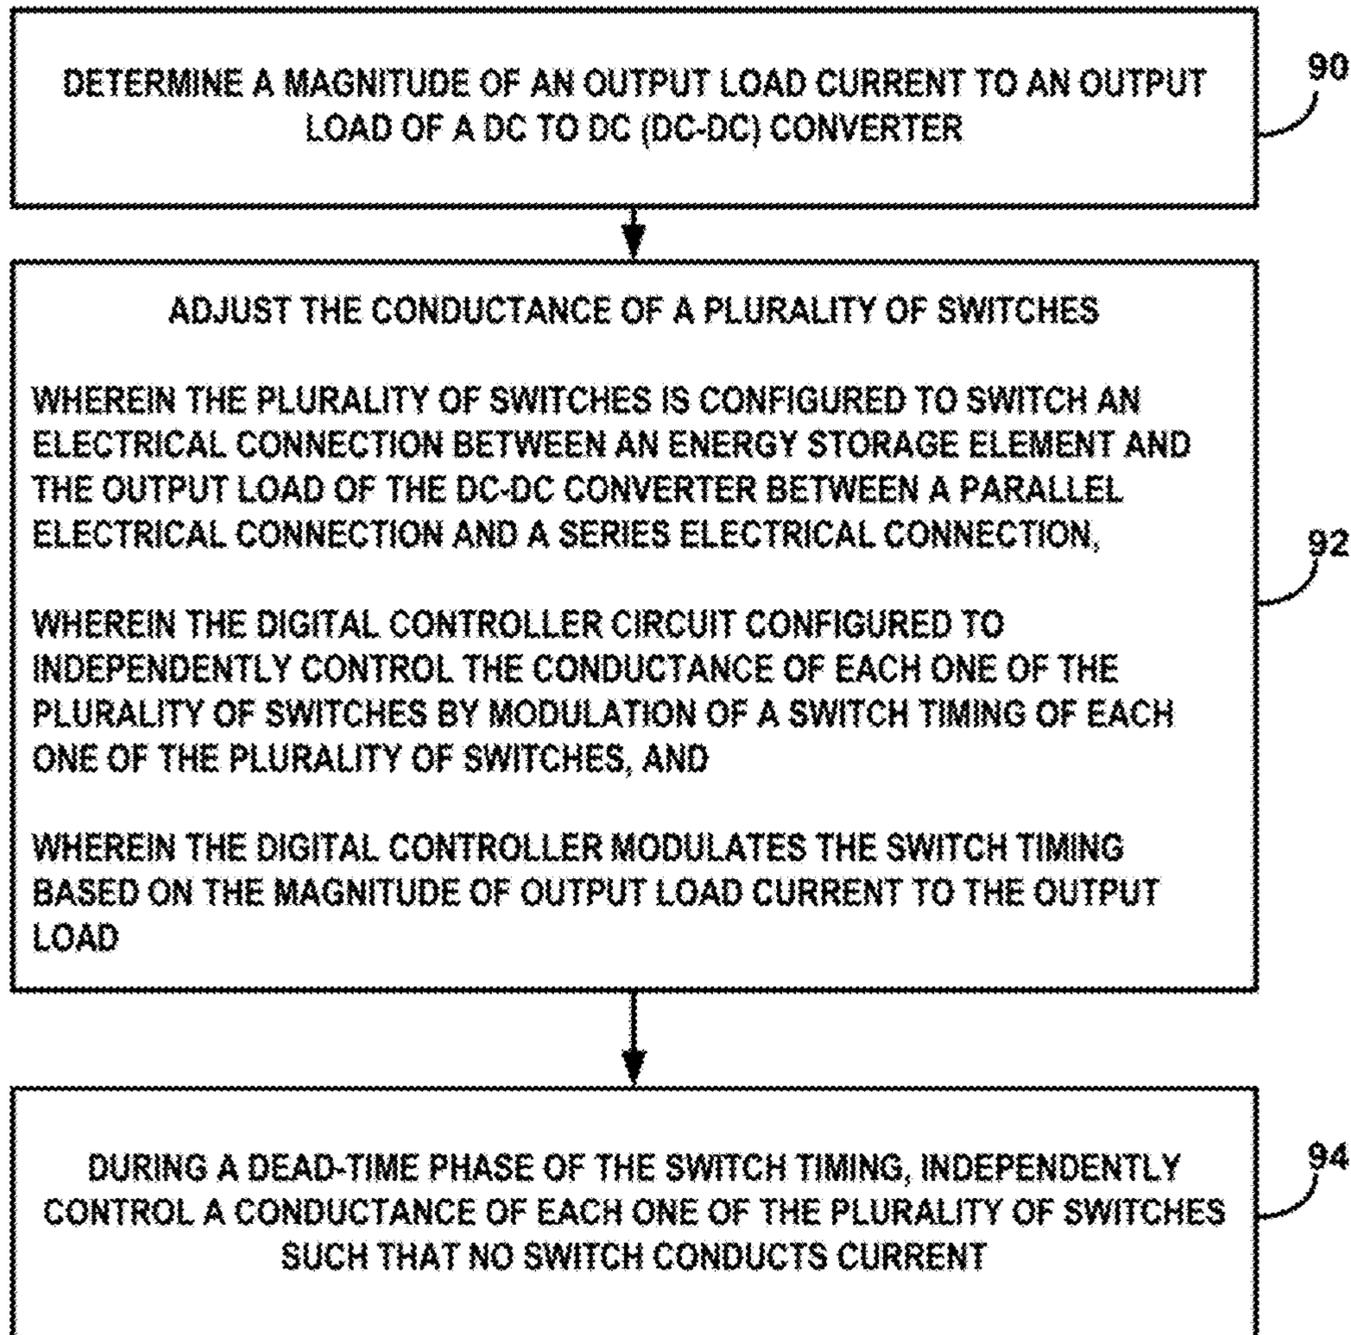 DETERMINE A MAGNITUDE OF AN OUTPUT LOAD CURRENT TO AN OUTPUT
LOAD OF A DC TO DC (DC-DC) CONVERTER
90
ADJUST THE CONDUCTANCE OF A PLURALITY OF SWITCHES
WHEREIN THE PLURALITY OF SWITCHES IS CONFIGURED TO SWITCH AN
ELECTRICAL CONNECTION BETWEEN AN ENERGY STORAGE ELEMENT AND
THE OUTPUT LOAD OF THE DC-DC CONVERTER BETWEEN A PARALLEL
ELECTRICAL CONNECTION AND A SERIES ELECTRICAL CONNECTION,
92
WHEREIN THE DIGITAL CONTROLLER CIRCUIT CONFIGURED TO
INDEPENDENTLY CONTROL THE CONDUCTANCE OF EACH ONE OF THE
PLURALITY OF SWITCHES BY MODULATION OF A SWITCH TIMING OF EACH
ONE OF THE PLURALITY OF SWITCHES, AND
WHEREIN THE DIGITAL CONTROLLER MODULATES THE SWITCH TIMING
BASED ON THE MAGNITUDE OF OUTPUT LOAD CURRENT TO THE OUTPUT
LOAD
DURING A DEAD-TIME PHASE OF THE SWITCH TIMING, INDEPENDENTLY
CONTROL A CONDUCTANCE OF EACH ONE OF THE PLURALITY OF SWITCHES
SUCH THAT NO SWITCH CONDUCTS CURRENT
94